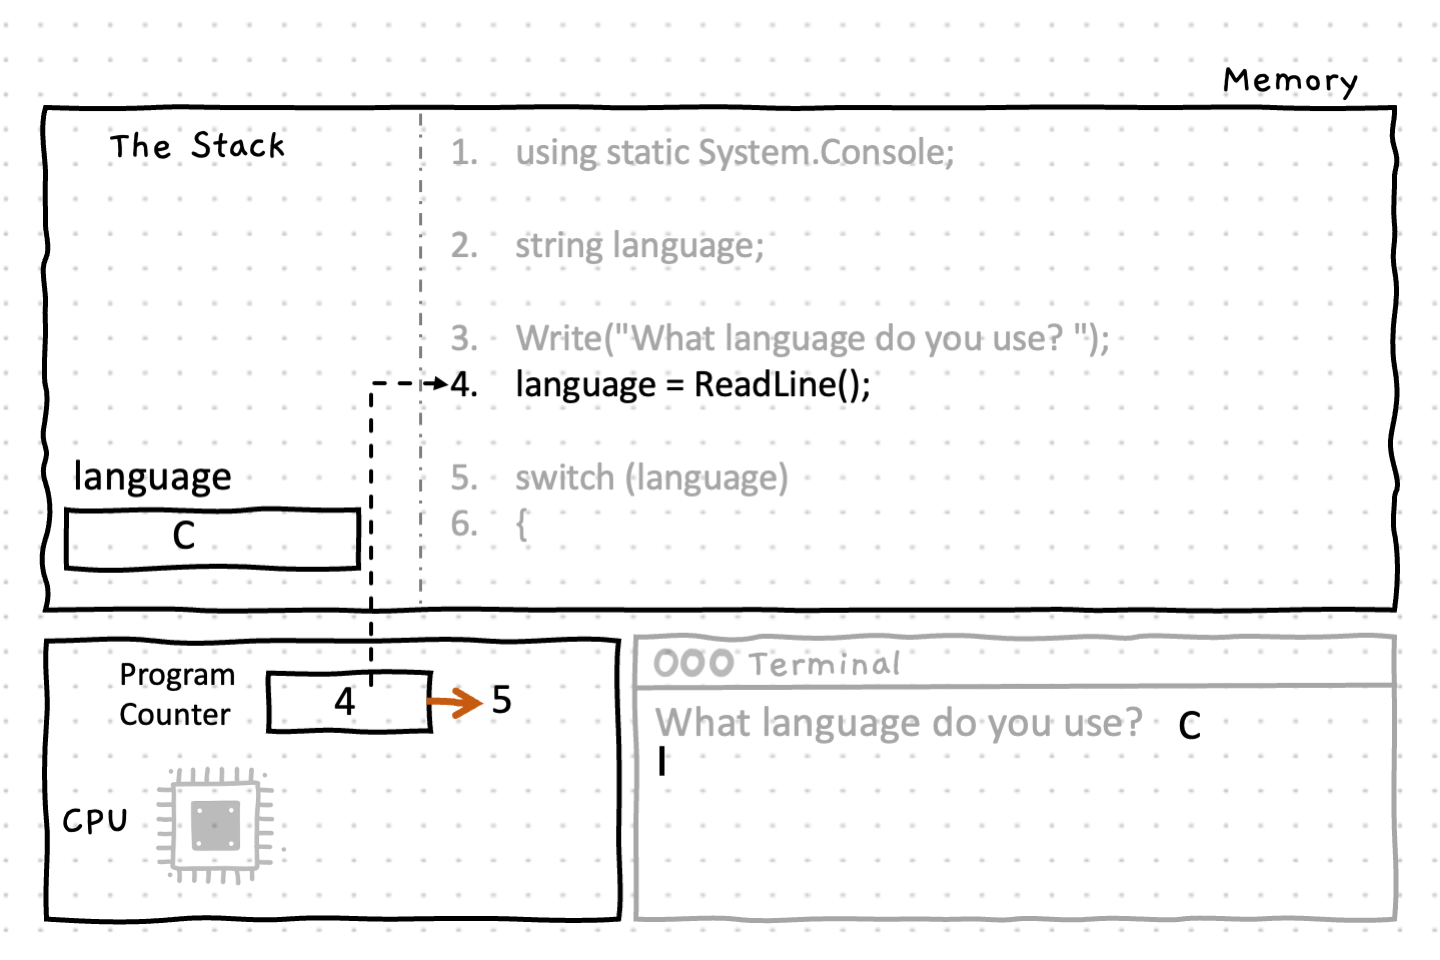 Memory
The Stack
1. using static System.Console;
2. string language;
3. Write("What language do you use? ");
4. language = ReadLine();
5. switch (language)
6. {
language
C
Program
Counter
4
5
CPU
Terminal
What language do you use? C